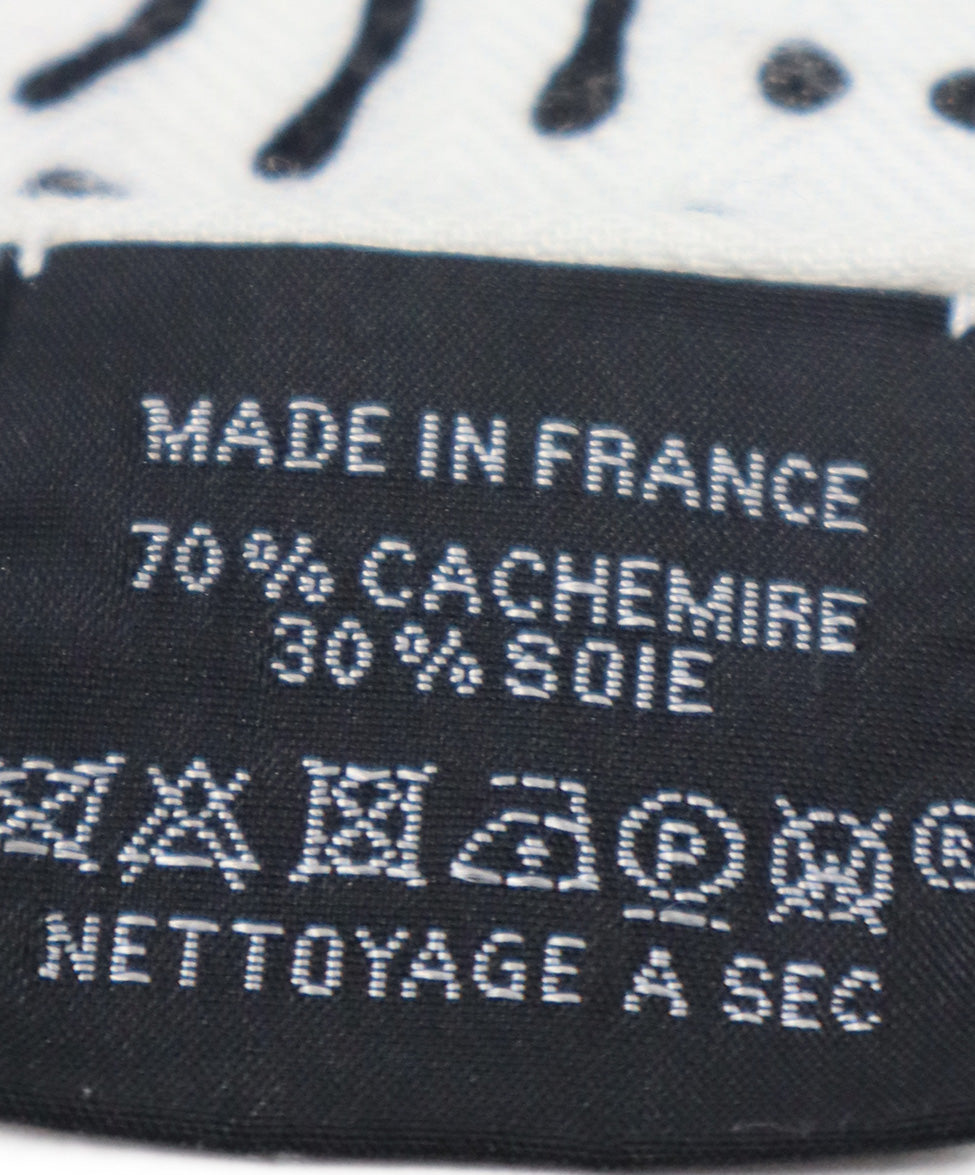 MADE IN FRANCE
70% CACHEMIRE
30% SOIE
P W ®
NETTOYAGE A SEC